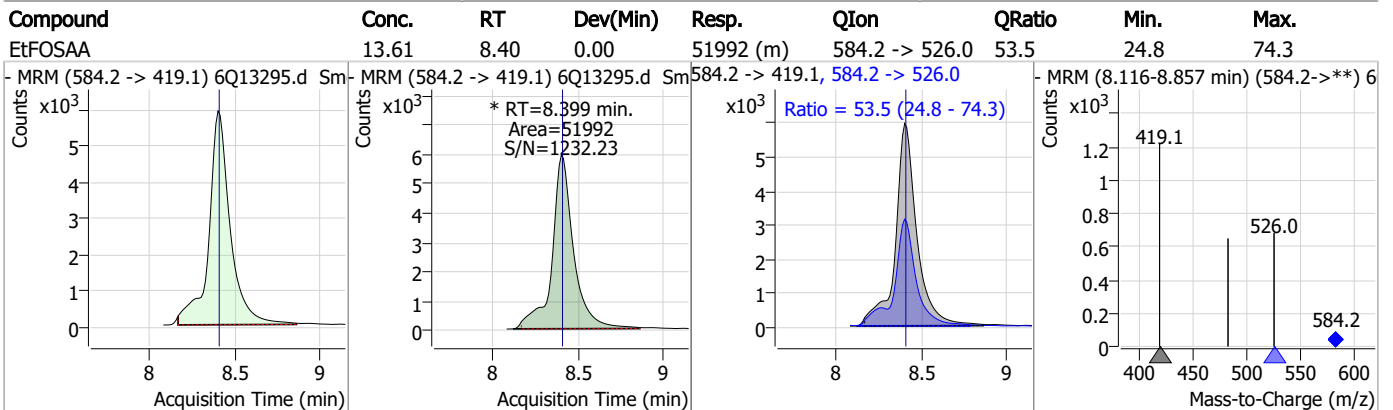 Compound Conc. RT Dev(Min) Resp. QIon QRatio Min. Max.
EtFOSAA 13.61 8.40 0.00 51992 (m) 584.2 -> 526.0 53.5 24.8 74.3
- MRM (584.2 -> 419.1) 6Q13295.d Sm
Counts
x10³
5
4
3
2
1
0
8 8.5 9
Acquisition Time (min)
- MRM (584.2 -> 419.1) 6Q13295.d Sm
Counts
x10³
* RT=8.399 min.
Area=51992
S/N=1232.23
6
5
4
3
2
1
0
8 8.5 9
Acquisition Time (min)
584.2 -> 419.1, 584.2 -> 526.0
Counts
x10³
Ratio = 53.5 (24.8 - 74.3)
5
4
3
2
1
0
8 8.5 9
Acquisition Time (min)
- MRM (8.116-8.857 min) (584.2->**) 6
Counts
x10³
419.1
1.2
1
0.8
526.0
0.6
0.4
0.2
584.2
0
400 450 500 550 600
Mass-to-Charge (m/z)